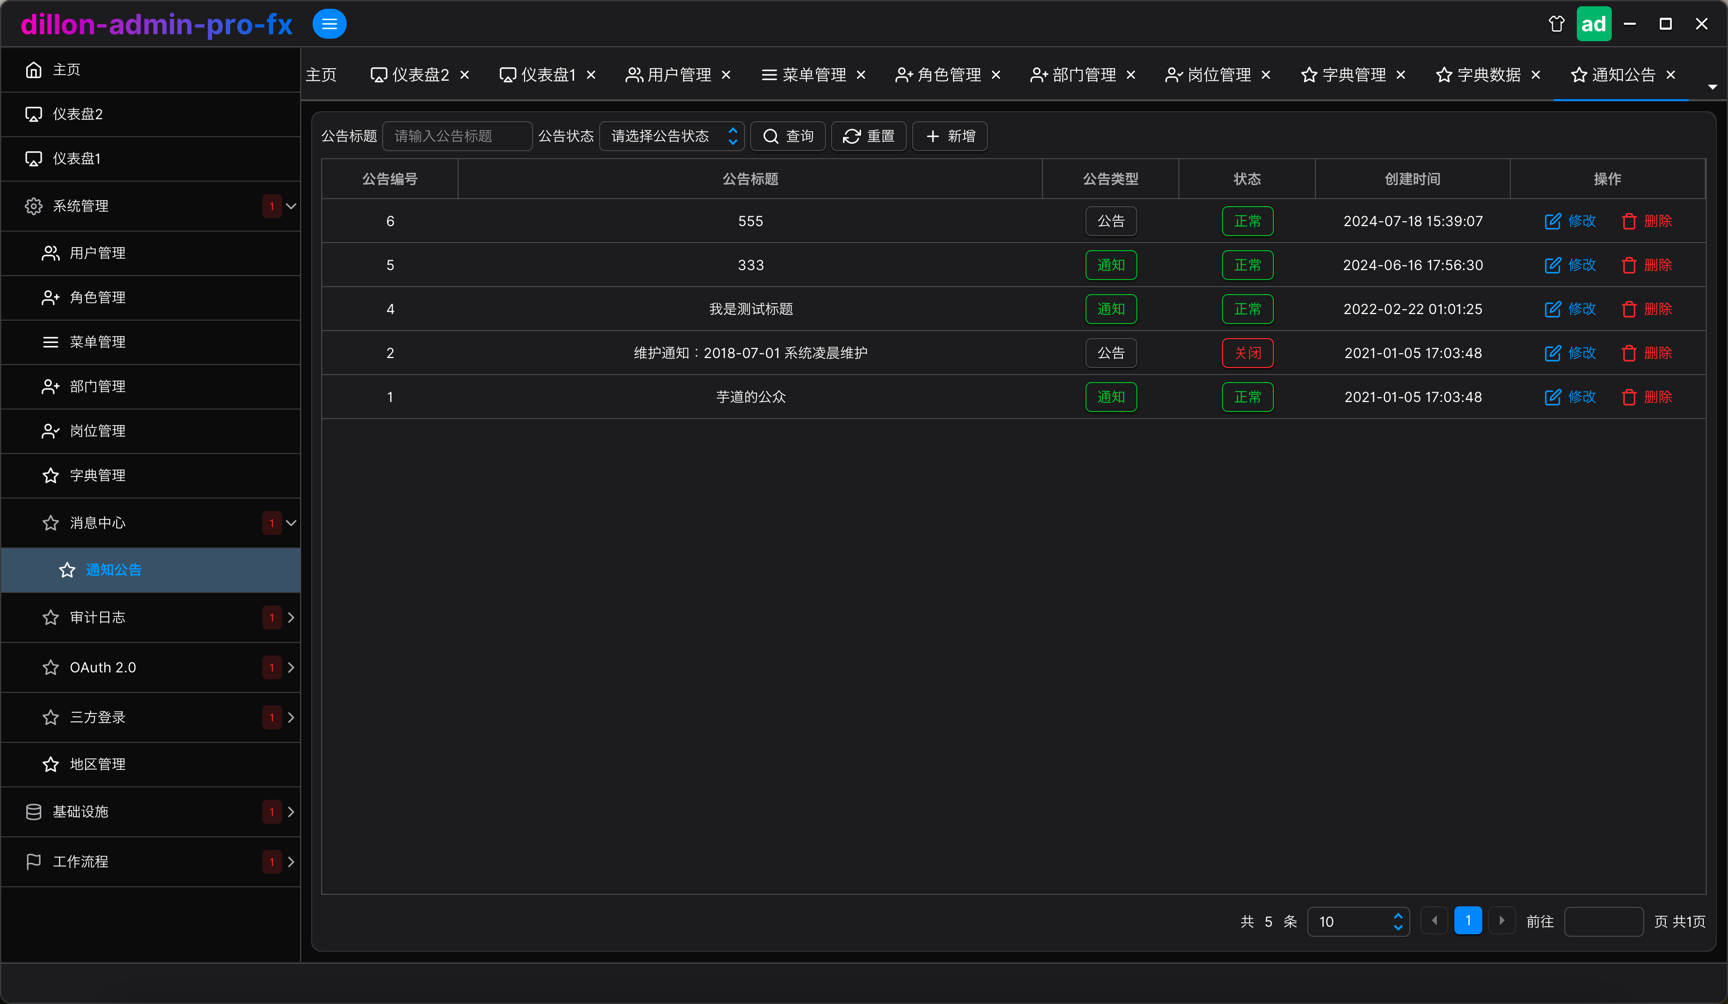 dillon-admin-pro-fx
ad
主页
仪表盘2
仪表盘1
系统管理 1
用户管理
角色管理
菜单管理
部门管理
岗位管理
字典管理
消息中心 1
通知公告
审计日志 1
OAuth 2.0 1
三方登录 1
地区管理
基础设施 1
工作流程 1
主页 仪表盘2 仪表盘1 用户管理 菜单管理 角色管理 部门管理 岗位管理 字典管理 字典数据 通知公告
公告标题 请输入公告标题 公告状态 请选择公告状态 查询 重置 新增
公告编号 公告标题 公告类型 状态 创建时间 操作
6 555 公告 正常 2024-07-18 15:39:07 修改 删除
5 333 通知 正常 2024-06-16 17:56:30 修改 删除
4 我是测试标题 通知 正常 2022-02-22 01:01:25 修改 删除
2 维护通知：2018-07-01 系统凌晨维护 公告 关闭 2021-01-05 17:03:48 修改 删除
1 芋道的公众 通知 正常 2021-01-05 17:03:48 修改 删除
共 5 条 10 1 前往 页 共1页